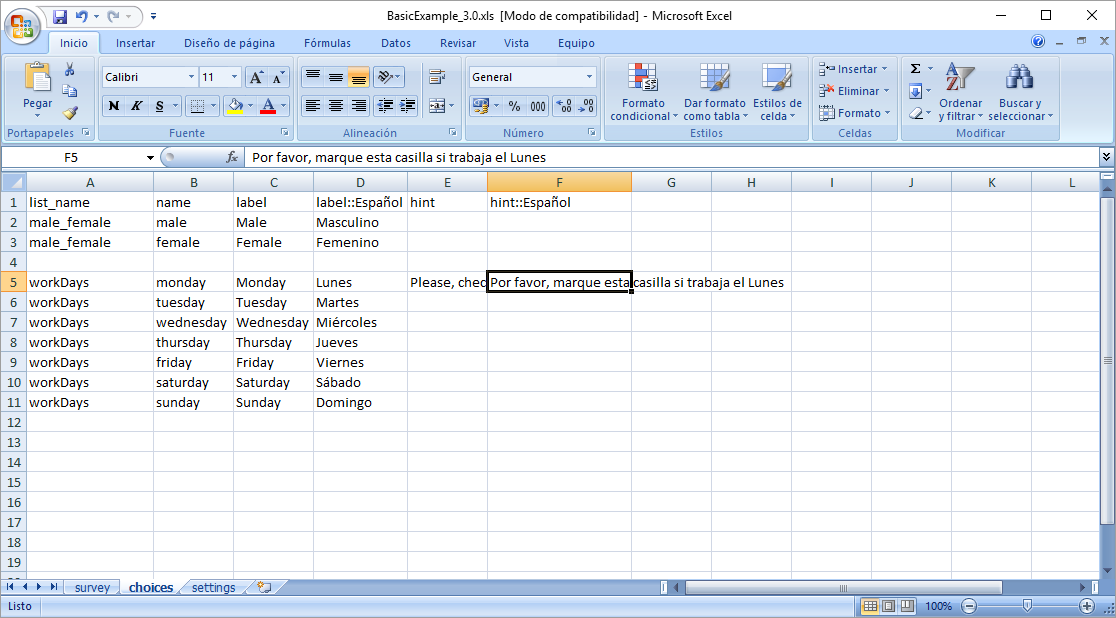 BasicExample_3.0.xls [Modo de compatibilidad] - Microsoft Excel
Inicio Insertar Diseño de página Fórmulas Datos Revisar Vista Equipo
Pegar
Portapapeles
Calibri 11
N K S
Fuente
Alineación
General
% 000
Número
Formato condicional
Dar formato como tabla
Estilos de celda
Estilos
Insertar
Eliminar
Formato
Celdas
Σ
Ordenar y filtrar
Buscar y seleccionar
Modificar
F5 fx Por favor, marque esta casilla si trabaja el Lunes
A B C D E F G H I J K L
1 list_name name label label::Español hint hint::Español
2 male_female male Male Masculino
3 male_female female Female Femenino
4
5 workDays monday Monday Lunes Please, chec Por favor, marque esta casilla si trabaja el Lunes
6 workDays tuesday Tuesday Martes
7 workDays wednesday Wednesday Miércoles
8 workDays thursday Thursday Jueves
9 workDays friday Friday Viernes
10 workDays saturday Saturday Sábado
11 workDays sunday Sunday Domingo
12
13
14
15
16
17
18
19
survey choices settings
Listo 100%